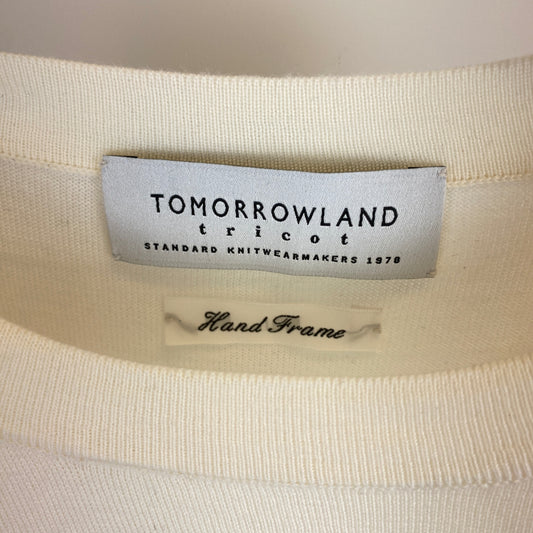 TOMORROWLAND
tricot
STANDARD KNITWEARMAKERS 1978
Hand Frame